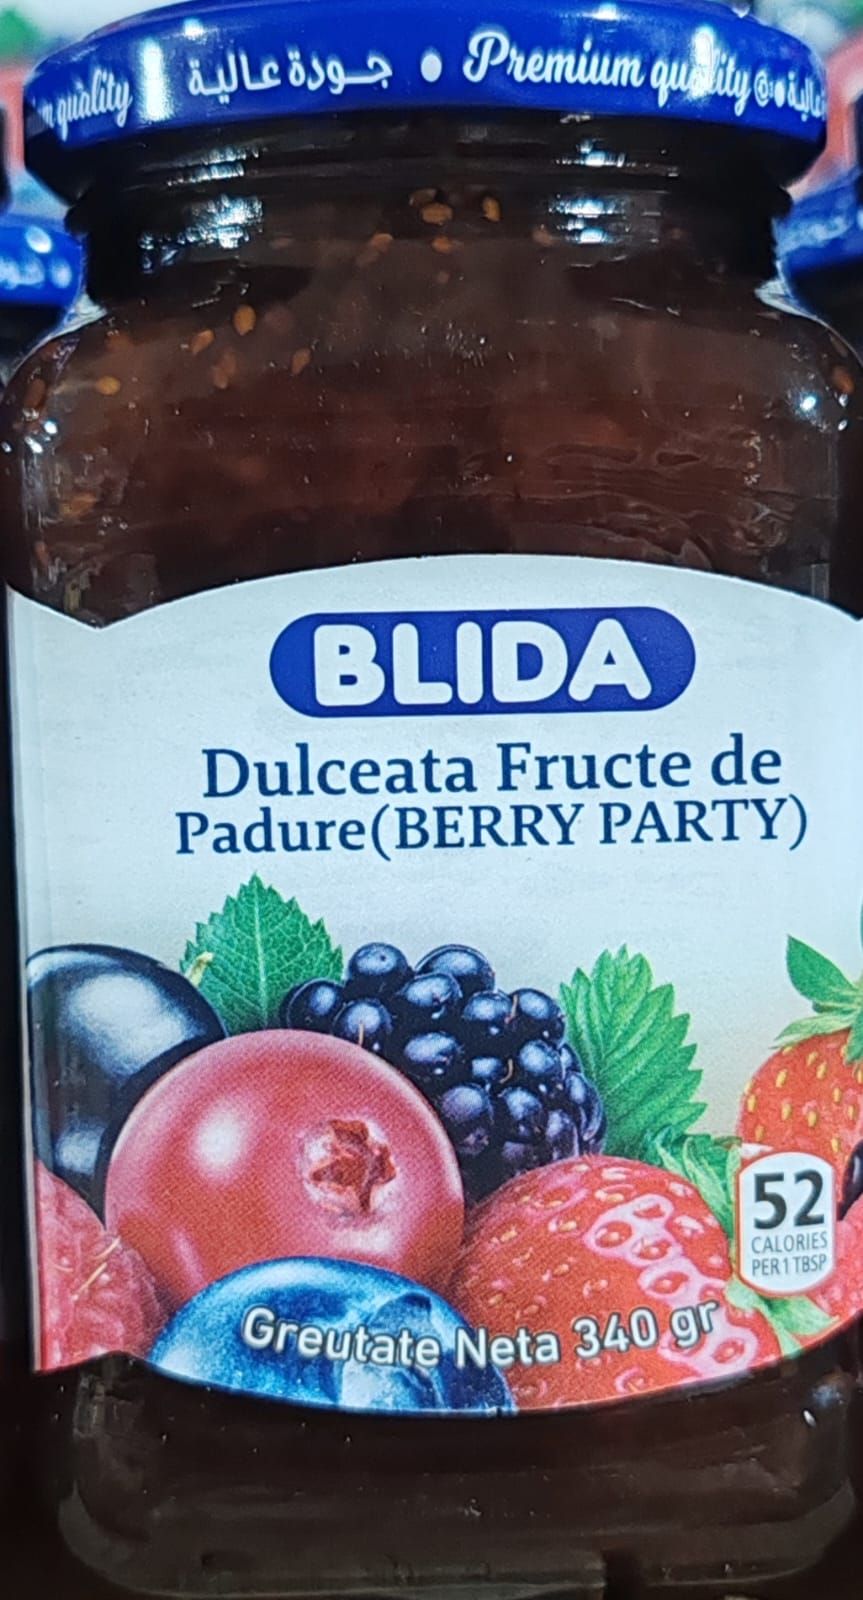 quality جودة عالية • Premium quality
BLIDA
Dulceata Fructe de
Padure(BERRY PARTY)
52
CALORIES
PER 1 TBSP
Greutate Neta 340 gr